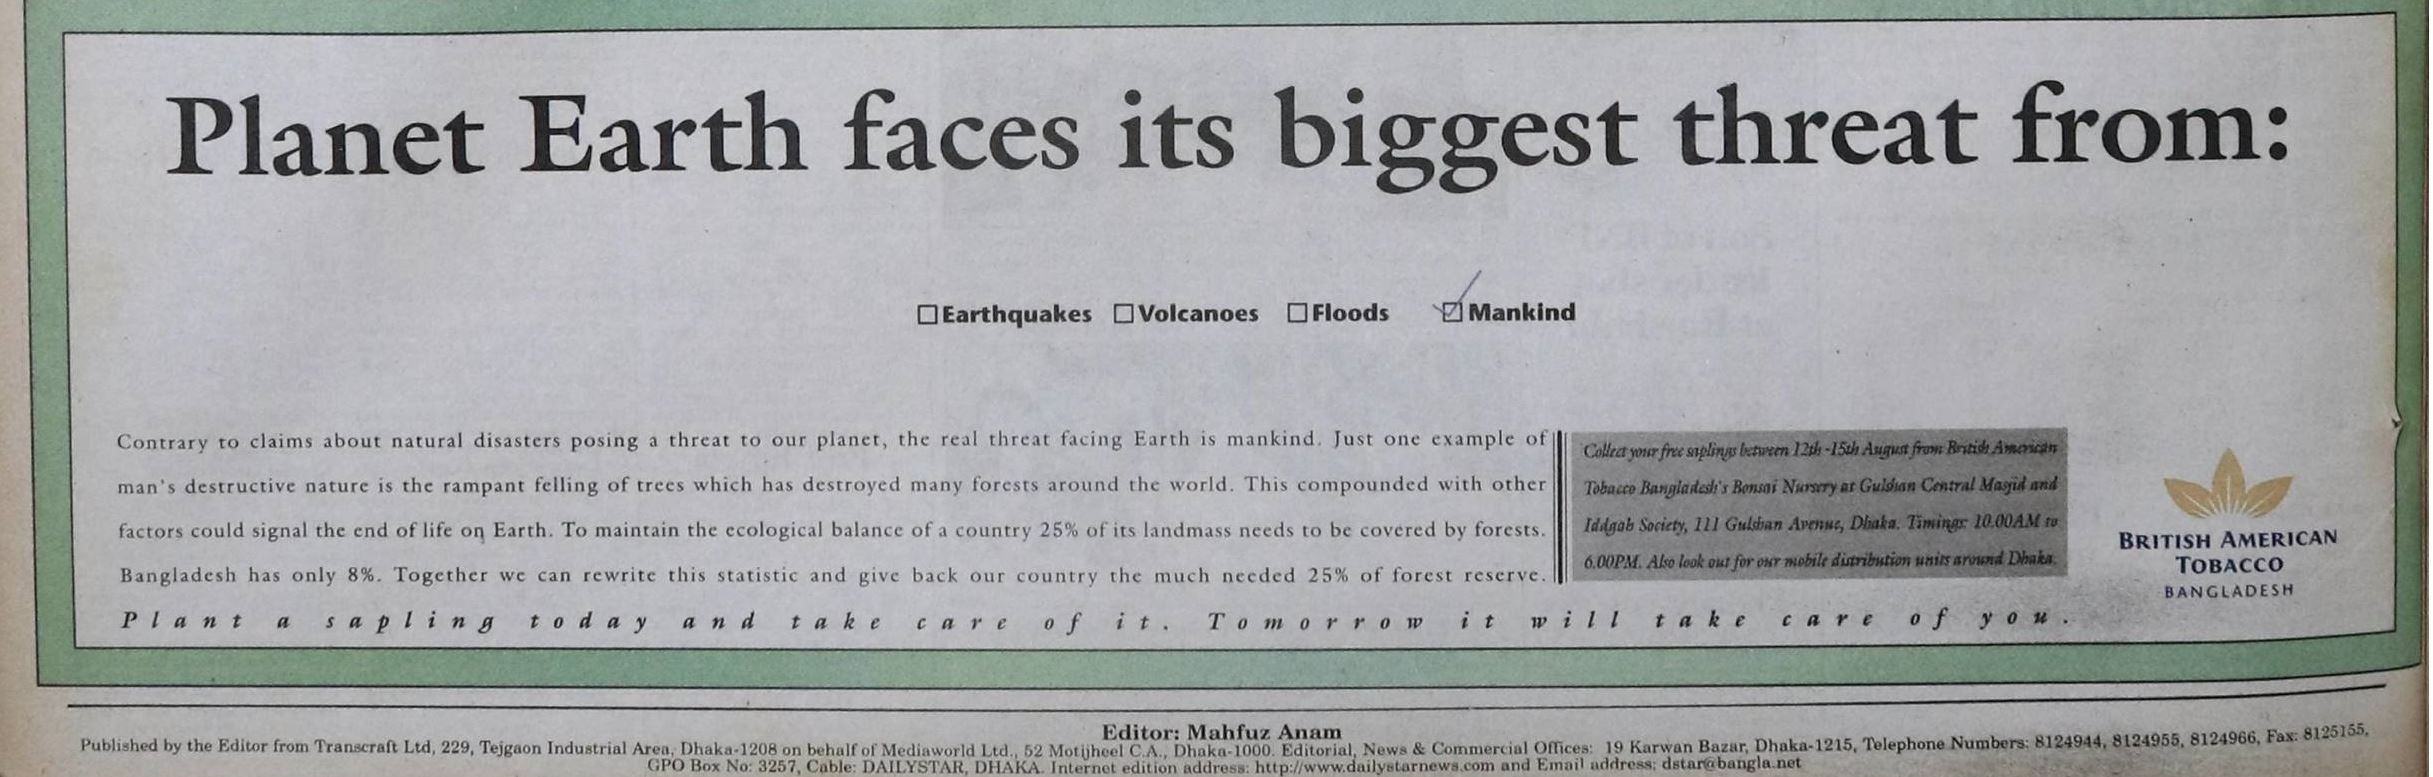 Planet Earth faces its biggest threat from:
☐ Earthquakes ☐ Volcanoes ☐ Floods ☑ Mankind
Contrary to claims about natural disasters posing a threat to our planet, the real threat facing Earth is mankind. Just one example of
man's destructive nature is the rampant felling of trees which has destroyed many forests around the world. This compounded with other
factors could signal the end of life on Earth. To maintain the ecological balance of a country 25% of its landmass needs to be covered by forests.
Bangladesh has only 8%. Together we can rewrite this statistic and give back our country the much needed 25% of forest reserve.
Plant a sapling today and take care of it. Tomorrow it will take care of you.
Collect your free saplings between 12th -15th August from British American
Tobacco Bangladesh's Bonsai Nursery at Gulshan Central Masjid and
Iddgah Society, 111 Gulshan Avenue, Dhaka. Timings: 10.00AM to
6.00PM. Also look out for our mobile distribution units around Dhaka.
BRITISH AMERICAN
TOBACCO
BANGLADESH
Editor: Mahfuz Anam
Published by the Editor from Transcraft Ltd, 229, Tejgaon Industrial Area, Dhaka-1208 on behalf of Mediaworld Ltd., 52 Motijheel C.A., Dhaka-1000. Editorial, News & Commercial Offices: 19 Karwan Bazar, Dhaka-1215, Telephone Numbers: 8124944, 8124955, 8124966, Fax: 8125155,
GPO Box No: 3257, Cable: DAILYSTAR, DHAKA. Internet edition address: http://www.dailystarnews.com and Email address: dstar@bangla.net